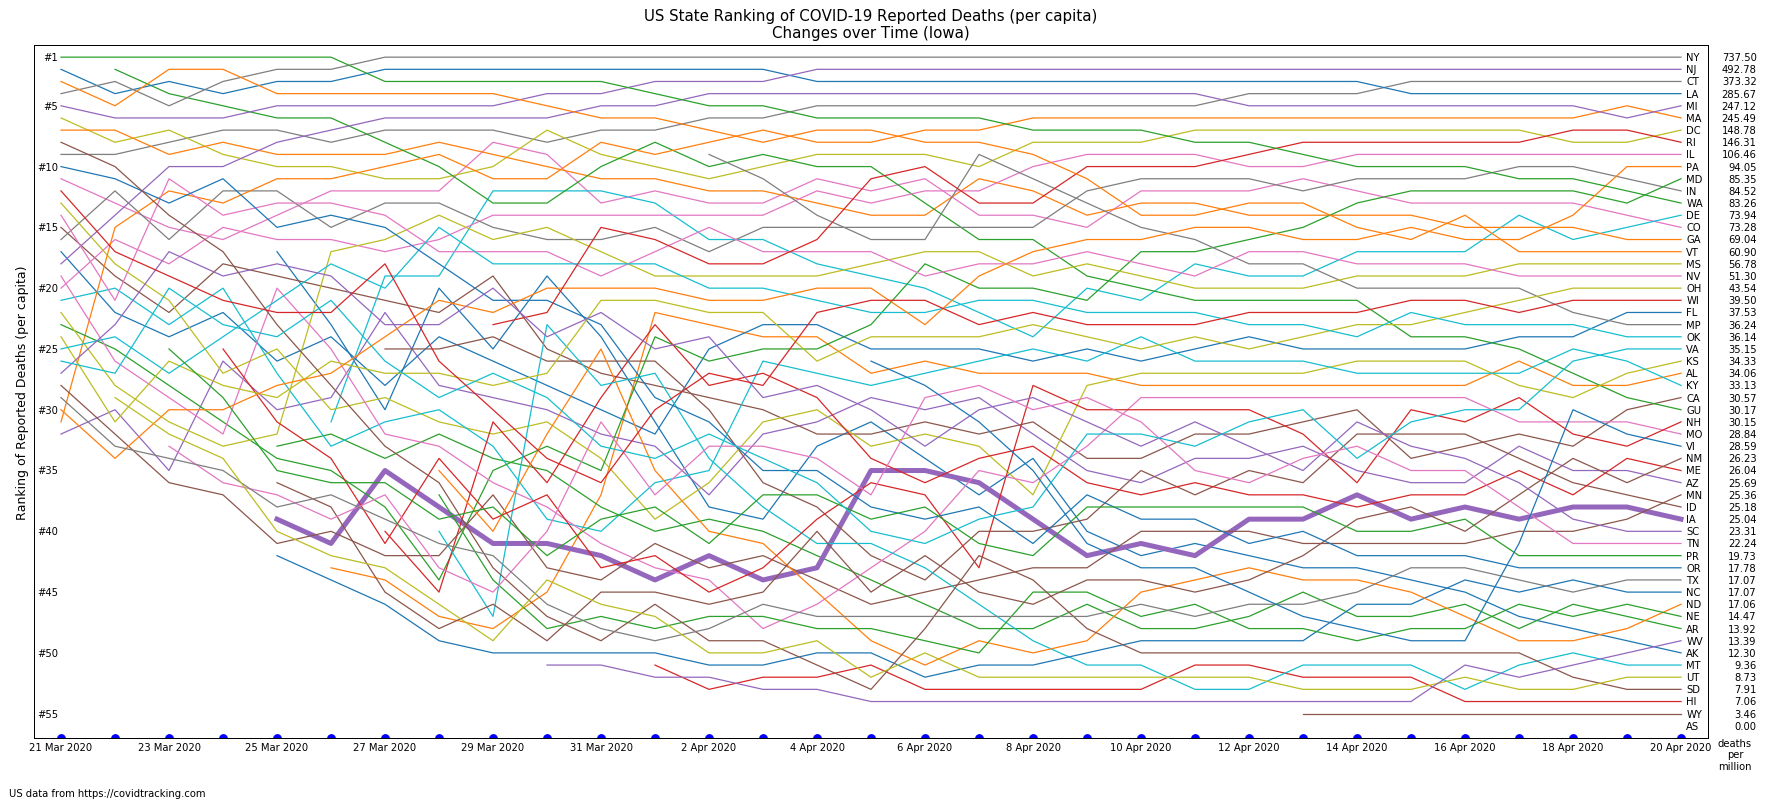 US State Ranking of COVID-19 Reported Deaths (per capita)
Changes over Time (Iowa)
Ranking of Reported Deaths (per capita)
#1
#5
#10
#15
#20
#25
#30
#35
#40
#45
#50
#55
NY 737.50
NJ 492.78
CT 373.32
LA 285.67
MI 247.12
MA 245.49
DC 148.78
RI 146.31
IL 106.46
PA 94.05
MD 85.35
IN 84.52
WA 83.26
DE 73.94
CO 73.28
GA 69.04
VT 60.90
MS 56.78
NV 51.30
OH 43.54
WI 39.50
FL 37.53
MP 36.24
OK 36.14
VA 35.15
KS 34.33
AL 34.06
KY 33.13
CA 30.57
GU 30.17
NH 30.15
MO 28.84
VI 28.59
NM 26.23
ME 26.04
AZ 25.69
MN 25.36
ID 25.18
IA 25.04
SC 23.31
TN 22.24
PR 19.73
OR 17.78
TX 17.07
NC 17.07
ND 17.06
NE 14.47
AR 13.92
WV 13.39
AK 12.30
MT 9.36
UT 8.73
SD 7.91
HI 7.06
WY 3.46
AS 0.00
21 Mar 2020 23 Mar 2020 25 Mar 2020 27 Mar 2020 29 Mar 2020 31 Mar 2020 2 Apr 2020 4 Apr 2020 6 Apr 2020 8 Apr 2020 10 Apr 2020 12 Apr 2020 14 Apr 2020 16 Apr 2020 18 Apr 2020 20 Apr 2020
deaths
per
million
US data from https://covidtracking.com